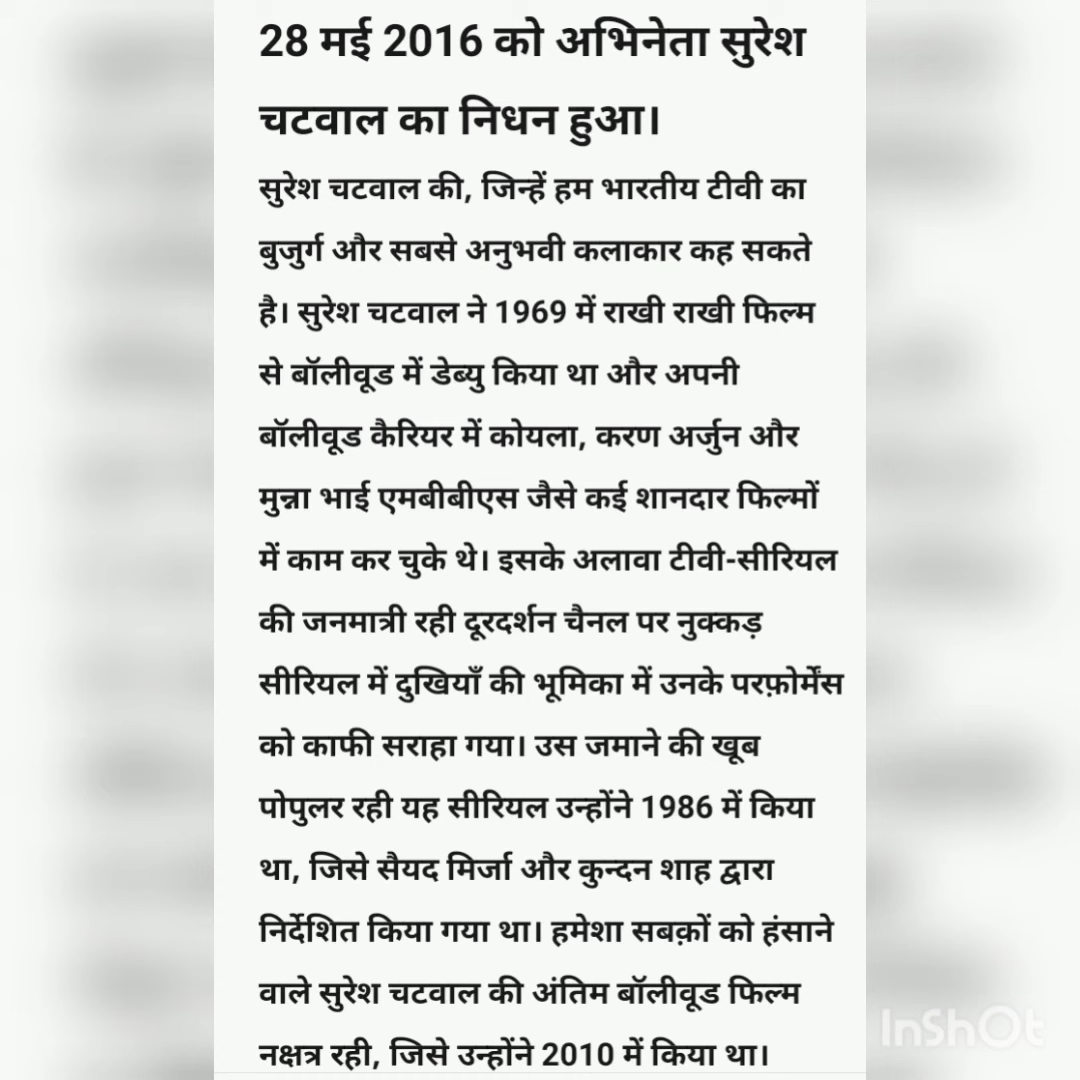 28 मई 2016 को अभिनेता सुरेश
चटवाल का निधन हुआ।
सुरेश चटवाल की, जिन्हें हम भारतीय टीवी का
बुजुर्ग और सबसे अनुभवी कलाकार कह सकते
है। सुरेश चटवाल ने 1969 में राखी राखी फिल्म
से बॉलीवूड में डेब्यु किया था और अपनी
बॉलीवूड कैरियर में कोयला, करण अर्जुन और
मुन्ना भाई एमबीबीएस जैसे कई शानदार फिल्मों
में काम कर चुके थे। इसके अलावा टीवी-सीरियल
की जनमात्री रही दूरदर्शन चैनल पर नुक्कड़
सीरियल में दुखियाँ की भूमिका में उनके परफ़ोर्मेंस
को काफी सराहा गया। उस जमाने की खूब
पोपुलर रही यह सीरियल उन्होंने 1986 में किया
था, जिसे सैयद मिर्जा और कुन्दन शाह द्वारा
निर्देशित किया गया था। हमेशा सबक़ों को हंसाने
वाले सुरेश चटवाल की अंतिम बॉलीवूड फिल्म
नक्षत्र रही, जिसे उन्होंने 2010 में किया था।
InShOt